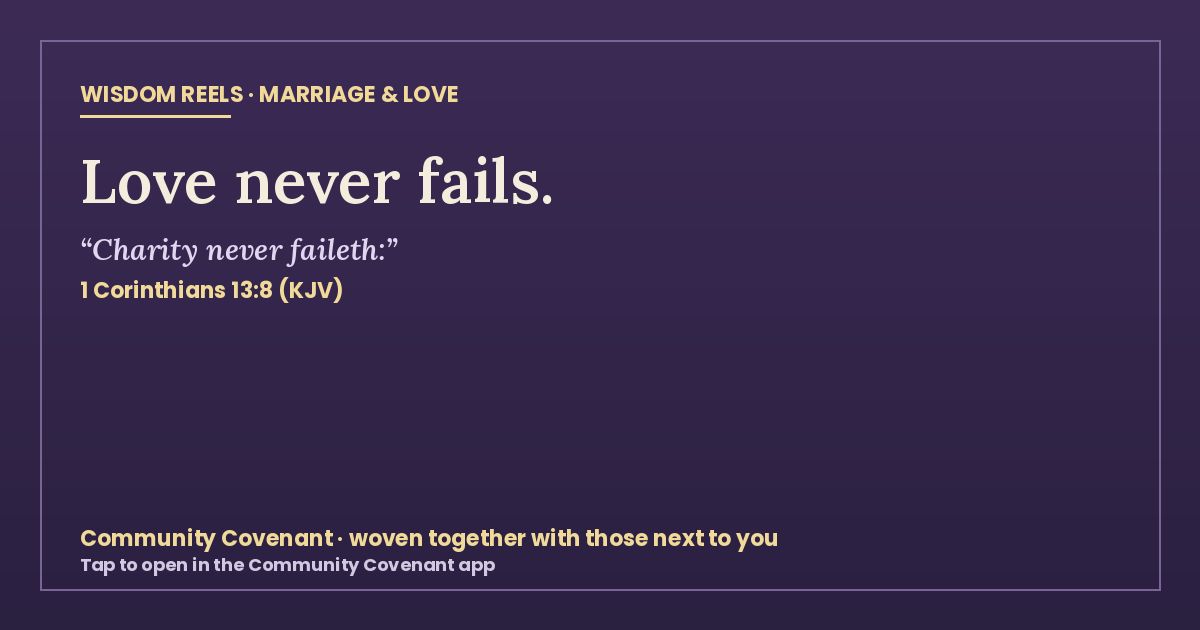 WISDOM REELS · MARRIAGE & LOVE
Love never fails.
“Charity never faileth:”
1 Corinthians 13:8 (KJV)
Community Covenant · woven together with those next to you
Tap to open in the Community Covenant app